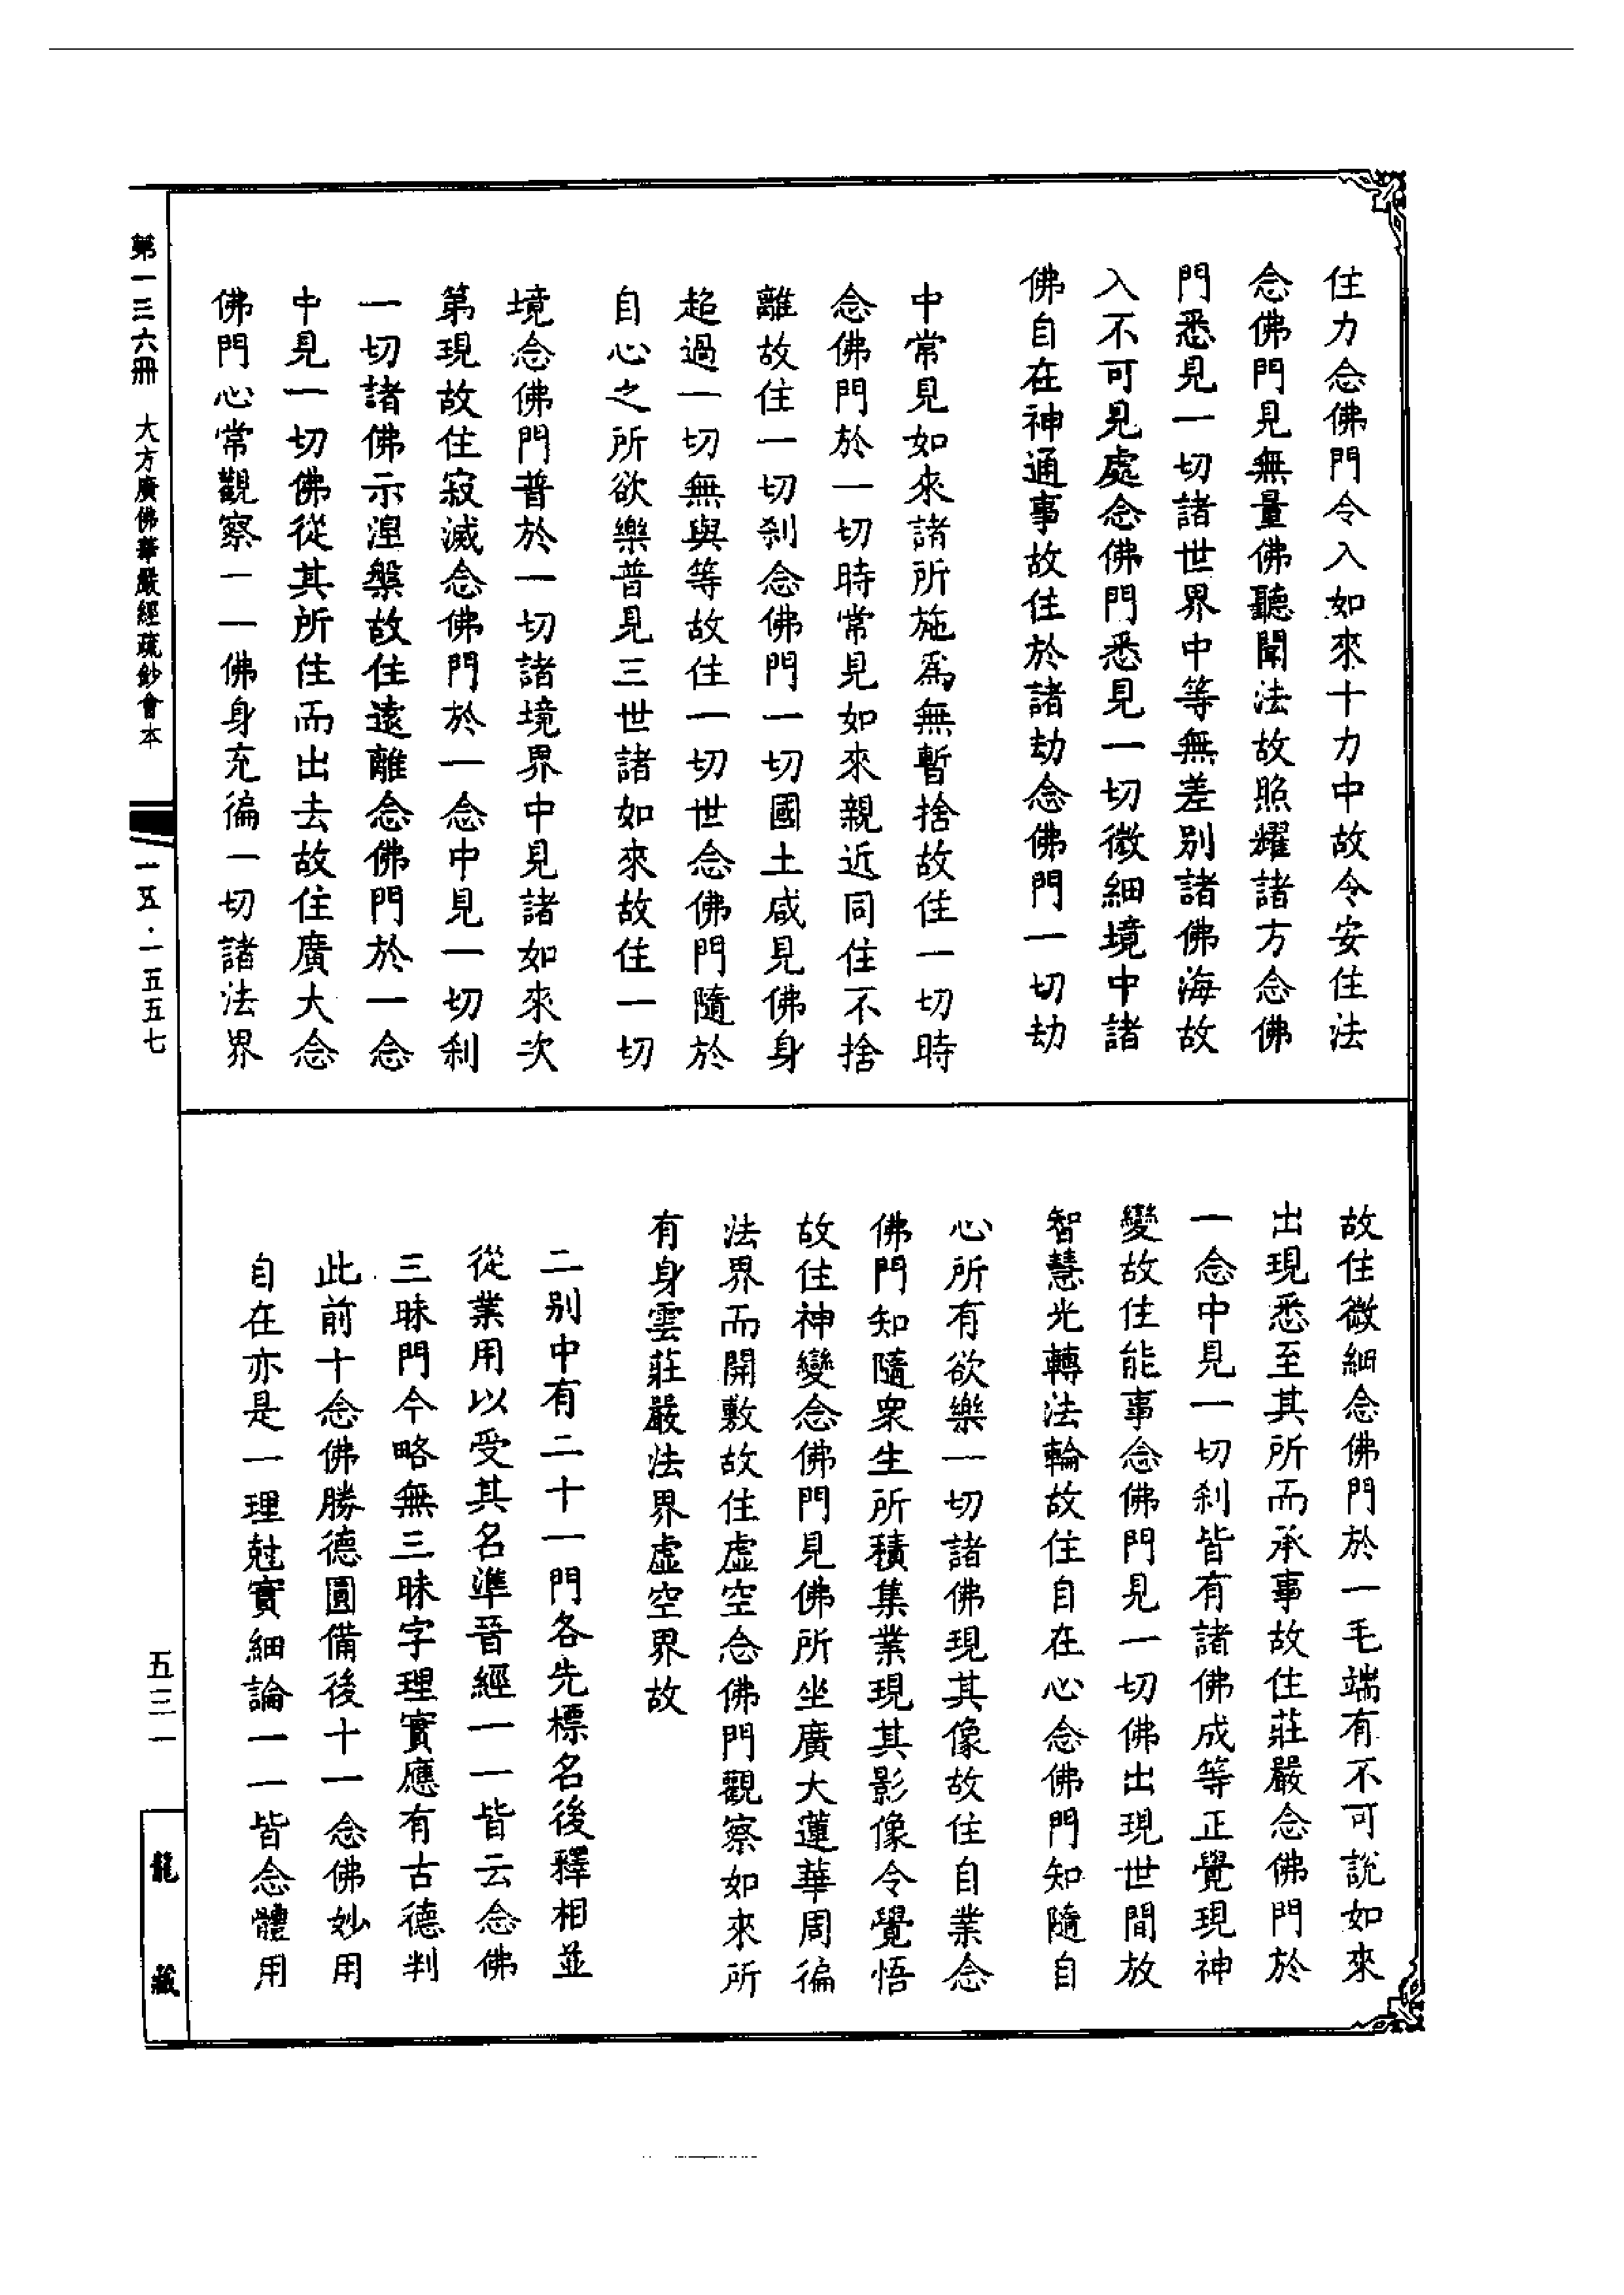 住力念佛門令入如來十力中故令安住法
念佛門見無量佛聽聞法故照耀諸方念佛
門悉見一切諸世界中等無差別諸佛海故
入不可見處念佛門悉見一切微細境中諸
佛自在神通事故住於諸劫念佛門一切劫
中常見如來諸所施爲無暫捨故住一切時
念佛門於一切時常見如來親近同住不捨
離故住一切刹念佛門一切國土咸見佛身
超過一切無與等故住一切世念佛門隨於
自心之所欲樂普見三世諸如來故住一切
境念佛門普於一切諸境界中見諸如來次
第現故住寂滅念佛門於一念中見一切刹
一切諸佛示涅槃故住遠離念佛門於一念
中見一切佛從其所住而出去故住廣大念
佛門心常觀察一一佛身充徧一切諸法界
故住微細念佛門於一毛端有不可說如來
出現悉至其所而承事故住莊嚴念佛門於
一念中見一切刹皆有諸佛成等正覺現神
變故住能事念佛門見一切佛出現世間放
智慧光轉法輪故住自在心念佛門知隨自
心所有欲樂一切諸佛現其像故住自業念
佛門知隨衆生所積集業現其影像令覺悟
故住神變念佛門見佛所坐廣大蓮華周徧
法界而開敷故住虛空念佛門觀察如來所
有身雲莊嚴法界虛空界故
二別中有二十一門各先標名後釋相並
從業用以受其名準晉經一一皆云念佛
三昧門今略無三昧字理實應有古德判
此前十念佛勝德圓備後十一念佛妙用
自在亦是一理尅實細論一一皆念體用
第一三六冊 大方廣佛華嚴經疏鈔會本
一五·一五五七
五三一
龍藏